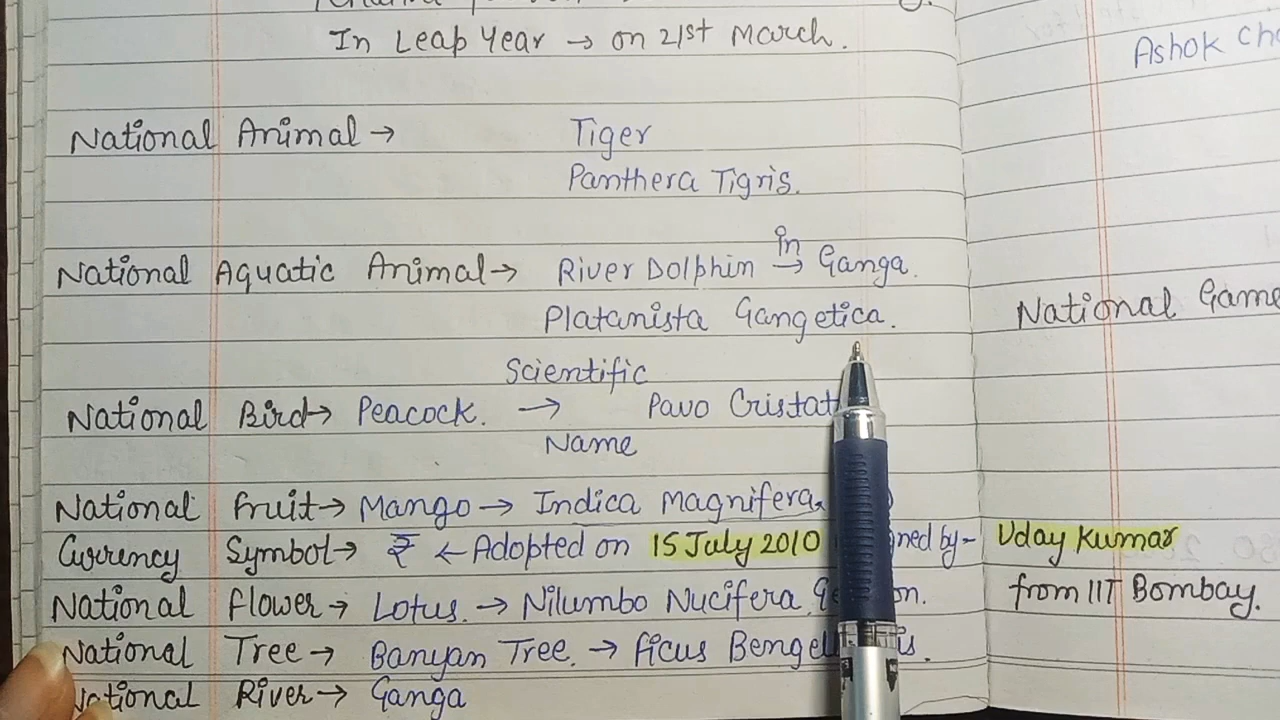 In Leap Year → on 21st March.
Ashok
National Animal → Tiger
Panthera Tigris.
National Aquatic Animal → River Dolphin in → Ganga.
Platanista Gangetica.
National Game
Scientific
National Bird → Peacock. → Pavo
Name
National Fruit → Mango → Indica Magnifera
Currency Symbol → ₹ ← Adopted on 15 July 2010 by - Uday Kumar
from IIT Bombay.
National Flower → Lotus. → Nilumbo Nucifera
National Tree → Banyan Tree. → Ficus
National River → Ganga